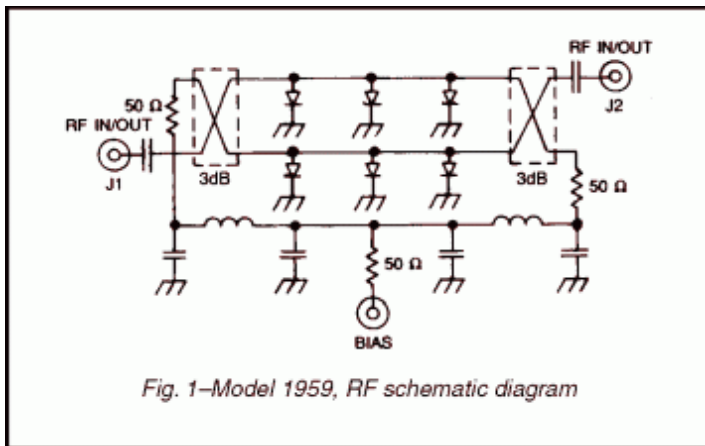 RF IN/OUT
J2
50 Ω
RF IN/OUT
J1
3dB
3dB
50 Ω
50 Ω
BIAS
Fig. 1–Model 1959, RF schematic diagram